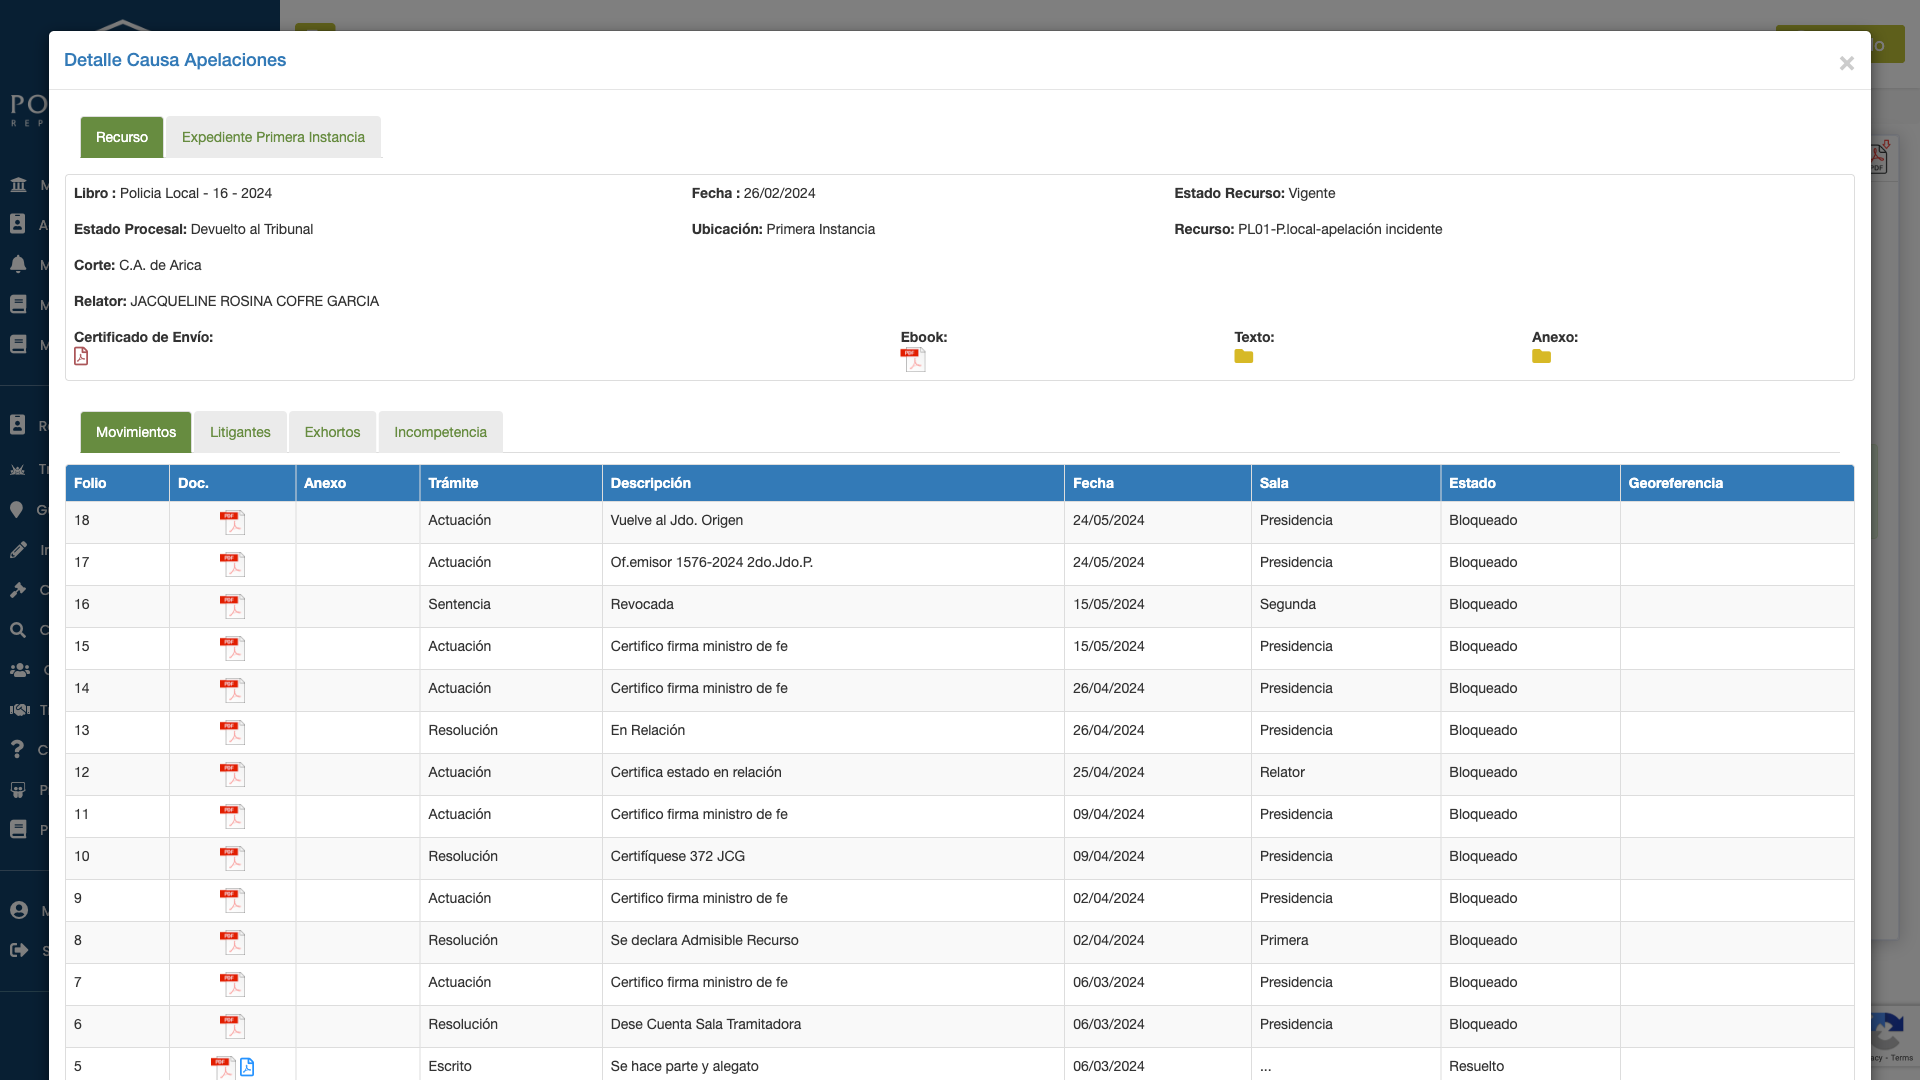 Detalle Causa Apelaciones
×
Recurso
Expediente Primera Instancia
Libro : Policia Local - 16 - 2024
Fecha : 26/02/2024
Estado Recurso: Vigente
Estado Procesal: Devuelto al Tribunal
Ubicación: Primera Instancia
Recurso: PL01-P.local-apelación incidente
Corte: C.A. de Arica
Relator: JACQUELINE ROSINA COFRE GARCIA
Certificado de Envío:
Ebook:
Texto:
Anexo:
Movimientos
Litigantes
Exhortos
Incompetencia
Folio Doc. Anexo Trámite Descripción Fecha Sala Estado Georeferencia
18 Actuación Vuelve al Jdo. Origen 24/05/2024 Presidencia Bloqueado
17 Actuación Of.emisor 1576-2024 2do.Jdo.P. 24/05/2024 Presidencia Bloqueado
16 Sentencia Revocada 15/05/2024 Segunda Bloqueado
15 Actuación Certifico firma ministro de fe 15/05/2024 Presidencia Bloqueado
14 Actuación Certifico firma ministro de fe 26/04/2024 Presidencia Bloqueado
13 Resolución En Relación 26/04/2024 Presidencia Bloqueado
12 Actuación Certifica estado en relación 25/04/2024 Relator Bloqueado
11 Actuación Certifico firma ministro de fe 09/04/2024 Presidencia Bloqueado
10 Resolución Certifíquese 372 JCG 09/04/2024 Presidencia Bloqueado
9 Actuación Certifico firma ministro de fe 02/04/2024 Presidencia Bloqueado
8 Resolución Se declara Admisible Recurso 02/04/2024 Primera Bloqueado
7 Actuación Certifico firma ministro de fe 06/03/2024 Presidencia Bloqueado
6 Resolución Dese Cuenta Sala Tramitadora 06/03/2024 Presidencia Bloqueado
5 Escrito Se hace parte y alegato 06/03/2024 ... Resuelto